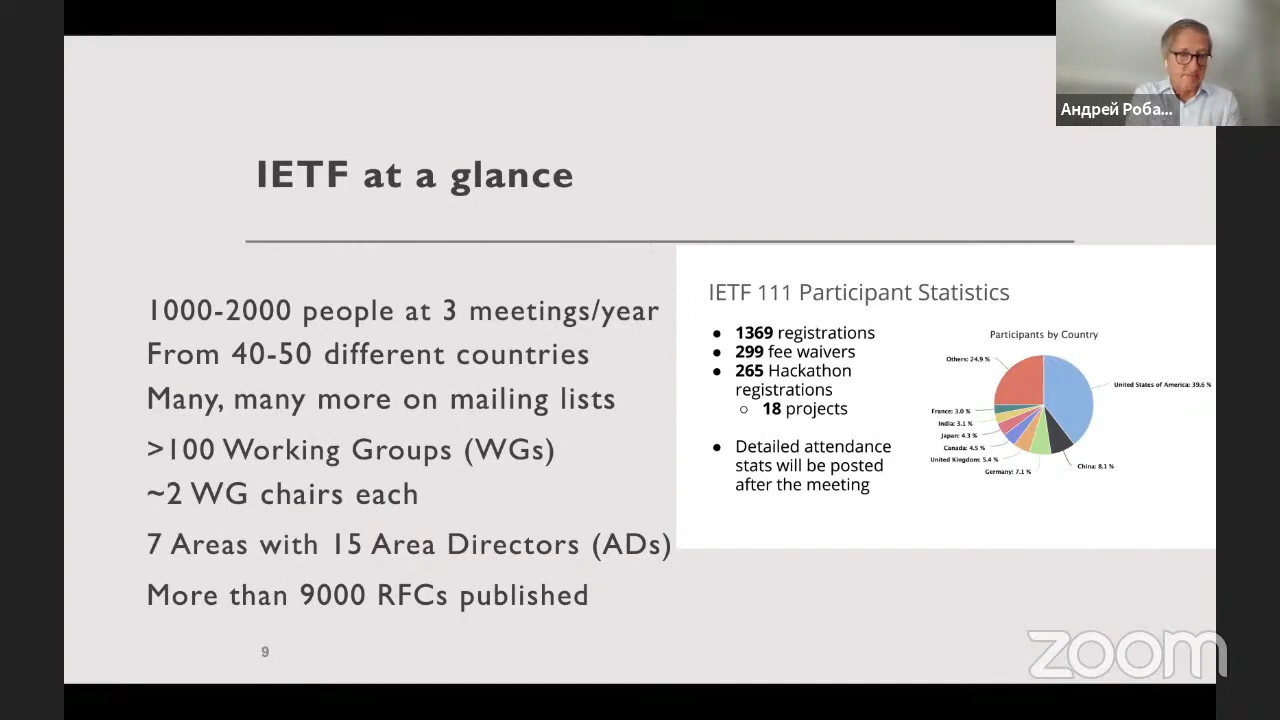 Андрей Роба...
IETF at a glance
1000-2000 people at 3 meetings/year
From 40-50 different countries
Many, many more on mailing lists
>100 Working Groups (WGs)
~2 WG chairs each
7 Areas with 15 Area Directors (ADs)
More than 9000 RFCs published
9
IETF 111 Participant Statistics
● 1369 registrations
● 299 fee waivers
● 265 Hackathon
registrations
○ 18 projects
● Detailed attendance
stats will be posted
after the meeting
Participants by Country
Others: 24.9 %
United States of America: 39.6 %
France: 3.0 %
India: 3.1 %
Japan: 4.3 %
Canada: 4.5 %
United Kingdom: 5.4 %
Germany: 7.1 %
China: 8.1 %
zoom